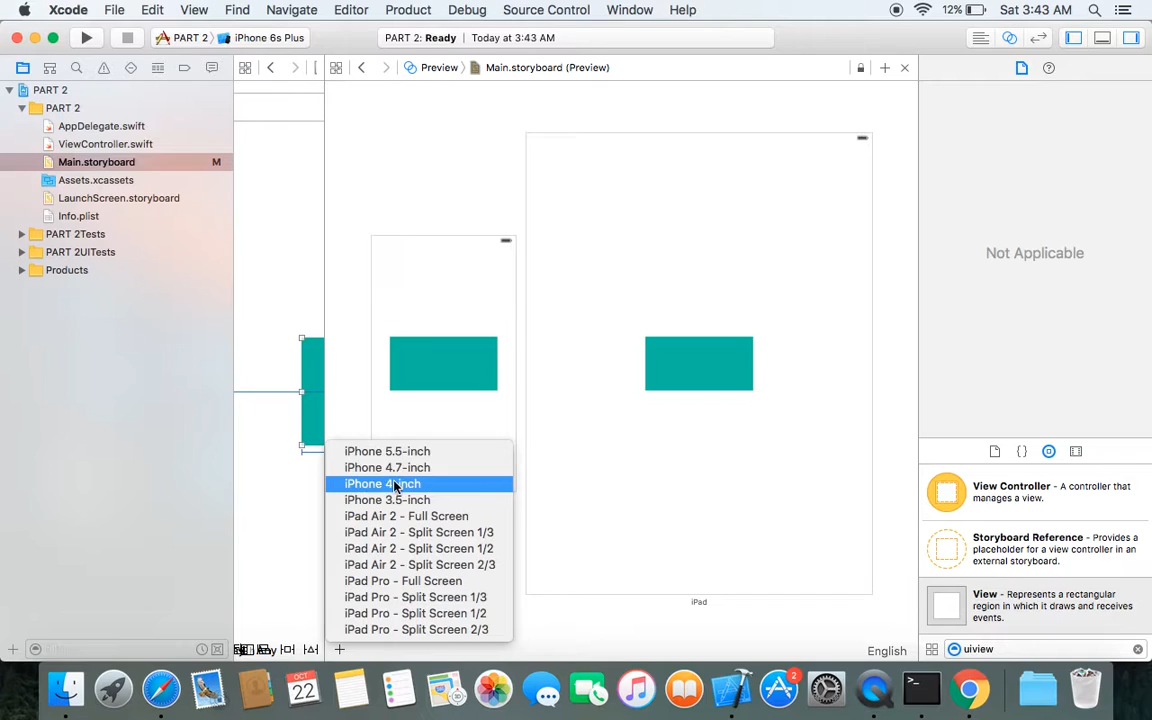 Xcode File Edit View Find Navigate Editor Product Debug Source Control Window Help 12% Sat 3:43 AM
PART 2 iPhone 6s Plus PART 2: Ready Today at 3:43 AM
Preview Main.storyboard (Preview)
PART 2
PART 2
AppDelegate.swift
ViewController.swift
Main.storyboard M
Assets.xcassets
LaunchScreen.storyboard
Info.plist
PART 2Tests
PART 2UITests
Products
Not Applicable
iPhone 5.5-inch
iPhone 4.7-inch
iPhone 4-inch
iPhone 3.5-inch
iPad Air 2 - Full Screen
iPad Air 2 - Split Screen 1/3
iPad Air 2 - Split Screen 1/2
iPad Air 2 - Split Screen 2/3
iPad Pro - Full Screen
iPad Pro - Split Screen 1/3
iPad Pro - Split Screen 1/2
iPad Pro - Split Screen 2/3
iPad
English
View Controller - A controller that
manages a view.
Storyboard Reference - Provides a
placeholder for a view controller in an
external storyboard.
View - Represents a rectangular
region in which it draws and receives
events.
uiview
OCT
22
2